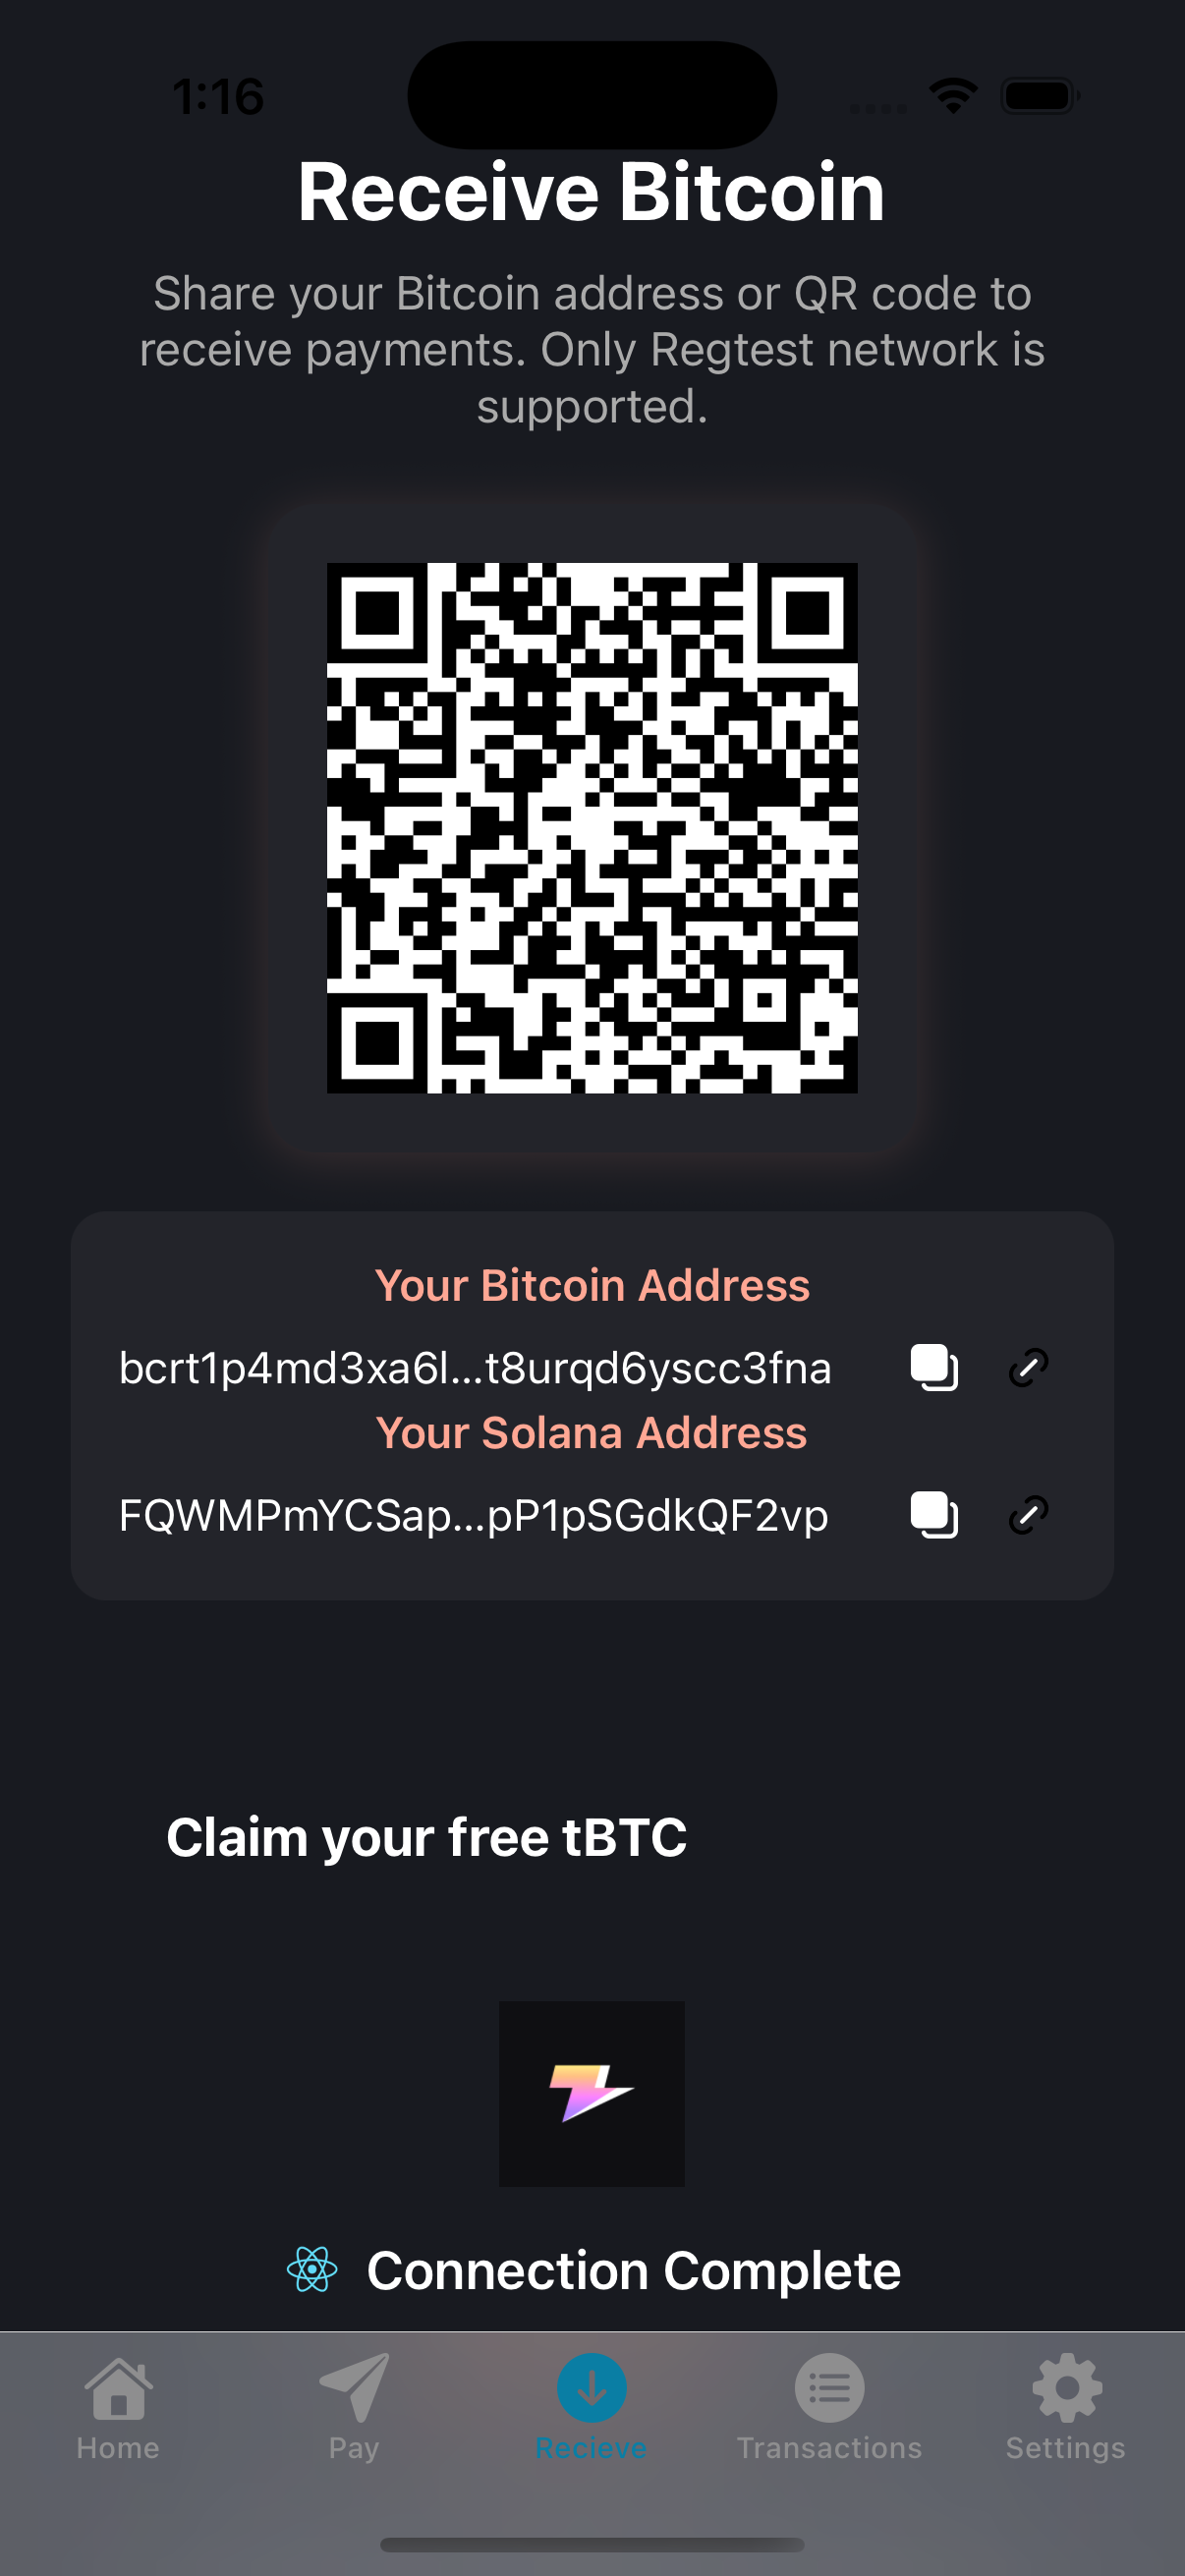 1:16
Receive Bitcoin
Share your Bitcoin address or QR code to
receive payments. Only Regtest network is
supported.
Your Bitcoin Address
bcrt1p4md3xa6l...t8urqd6yscc3fna
Your Solana Address
FQWMPmYCSap...pP1pSGdkQF2vp
Claim your free tBTC
Connection Complete
Home
Pay
Recieve
Transactions
Settings